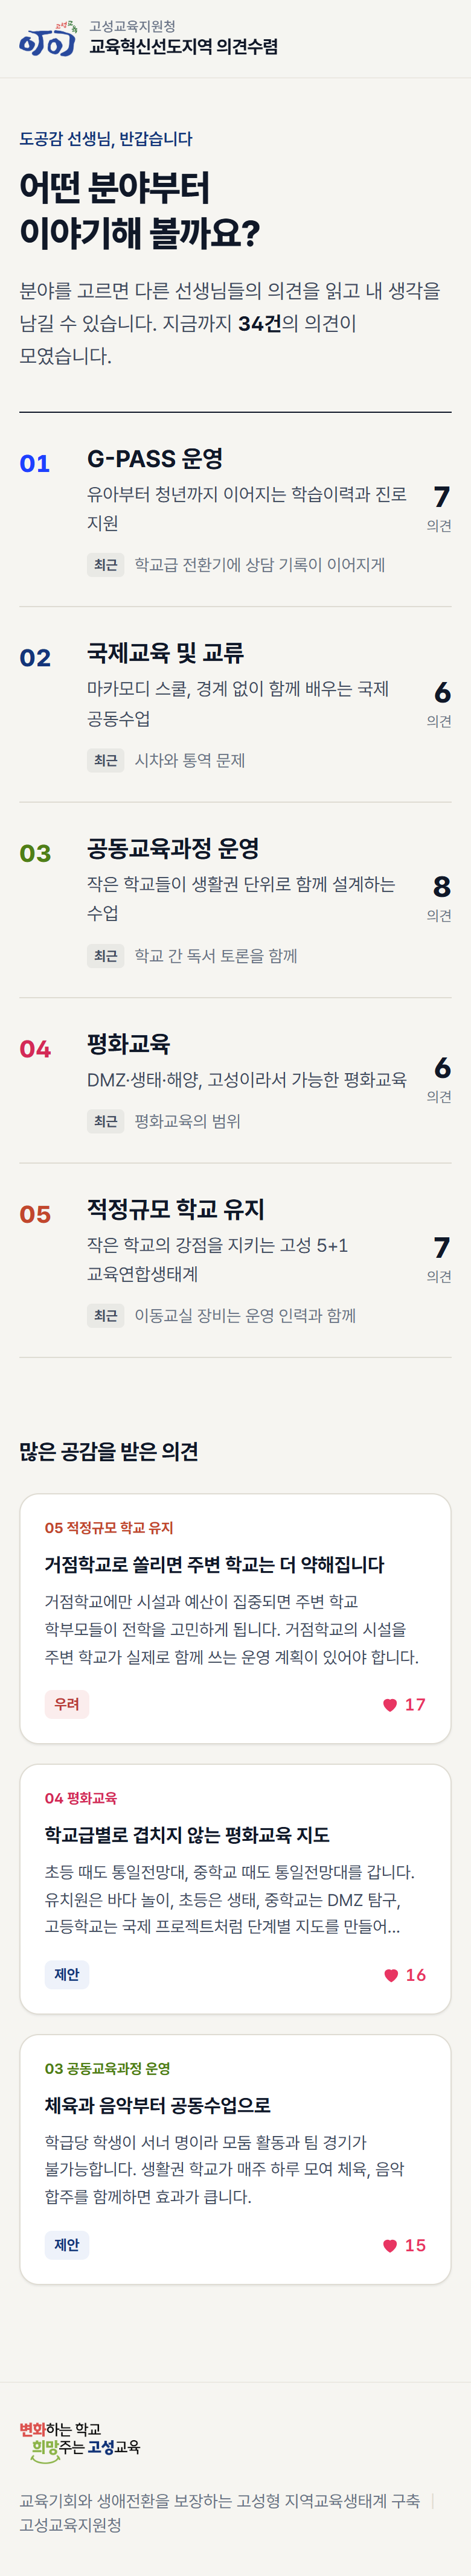 아이
고성교육
고성교육지원청
교육혁신선도지역 의견수렴
도공감 선생님, 반갑습니다
어떤 분야부터
이야기해 볼까요?
분야를 고르면 다른 선생님들의 의견을 읽고 내 생각을
남길 수 있습니다. 지금까지 34건의 의견이
모였습니다.
01
G-PASS 운영
유아부터 청년까지 이어지는 학습이력과 진로
지원
최근 학교급 전환기에 상담 기록이 이어지게
7
의견
02
국제교육 및 교류
마카모디 스쿨, 경계 없이 함께 배우는 국제
공동수업
최근 시차와 통역 문제
6
의견
03
공동교육과정 운영
작은 학교들이 생활권 단위로 함께 설계하는
수업
최근 학교 간 독서 토론을 함께
8
의견
04
평화교육
DMZ·생태·해양, 고성이라서 가능한 평화교육
최근 평화교육의 범위
6
의견
05
적정규모 학교 유지
작은 학교의 강점을 지키는 고성 5+1
교육연합생태계
최근 이동교실 장비는 운영 인력과 함께
7
의견
많은 공감을 받은 의견
05 적정규모 학교 유지
거점학교로 쏠리면 주변 학교는 더 약해집니다
거점학교에만 시설과 예산이 집중되면 주변 학교
학부모들이 전학을 고민하게 됩니다. 거점학교의 시설을
주변 학교가 실제로 함께 쓰는 운영 계획이 있어야 합니다.
우려 17
04 평화교육
학교급별로 겹치지 않는 평화교육 지도
초등 때도 통일전망대, 중학교 때도 통일전망대를 갑니다.
유치원은 바다 놀이, 초등은 생태, 중학교는 DMZ 탐구,
고등학교는 국제 프로젝트처럼 단계별 지도를 만들어...
제안 16
03 공동교육과정 운영
체육과 음악부터 공동수업으로
학급당 학생이 서너 명이라 모둠 활동과 팀 경기가
불가능합니다. 생활권 학교가 매주 하루 모여 체육, 음악
합주를 함께하면 효과가 큽니다.
제안 15
변화하는 학교
희망주는 고성교육
교육기회와 생애전환을 보장하는 고성형 지역교육생태계 구축 |
고성교육지원청